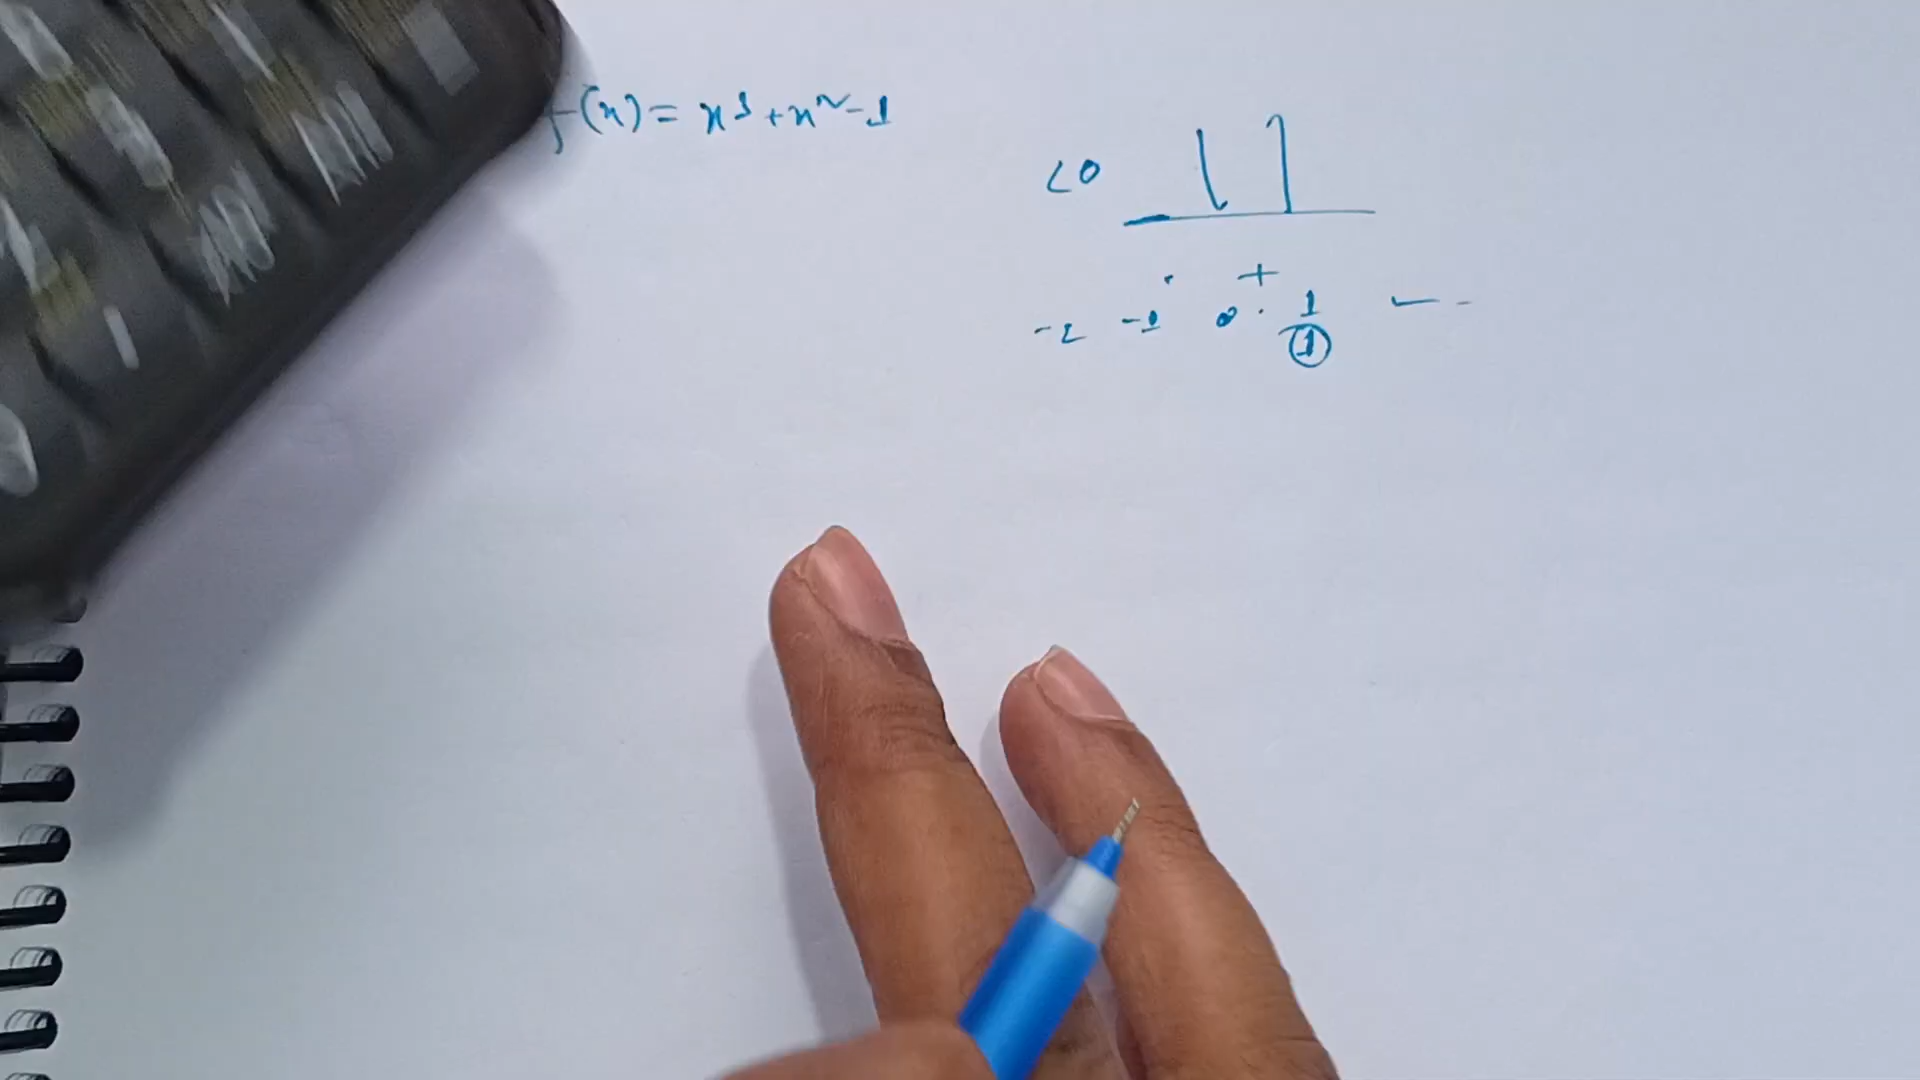 f(x) = x³ + x² - 1
<0
+
-2 -1 0 1
1